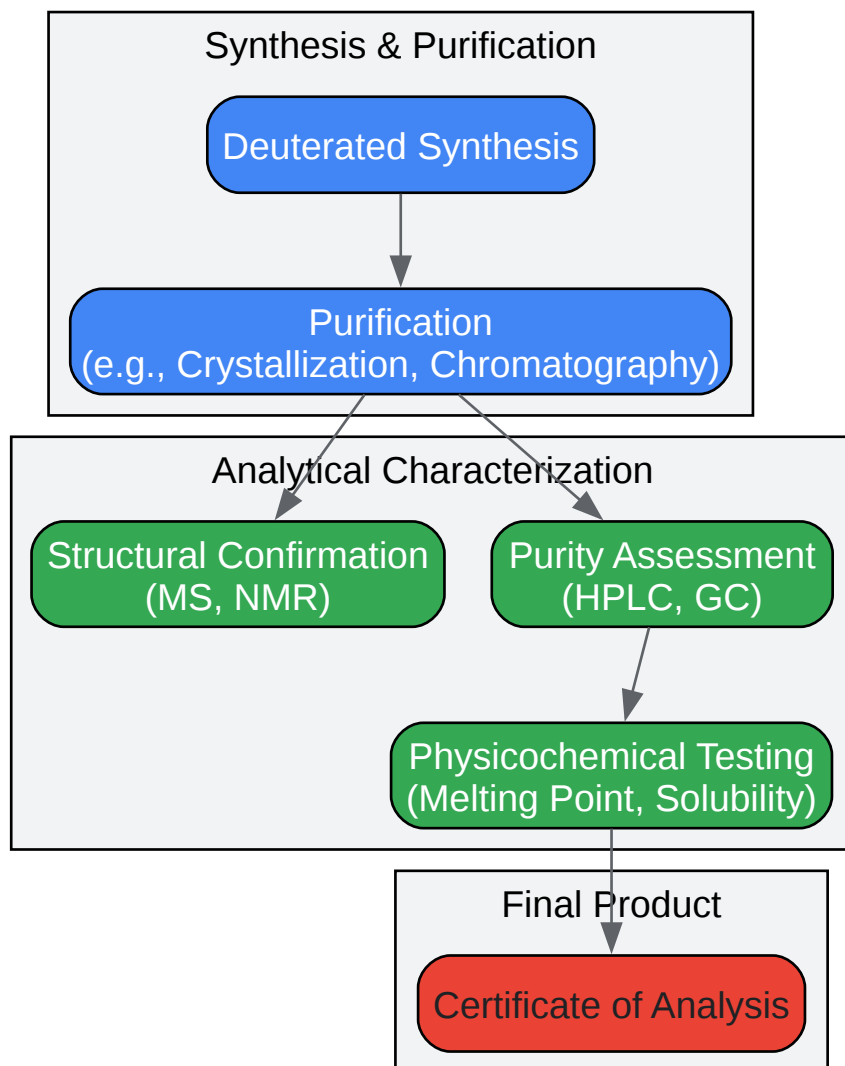 Synthesis & Purification
Deuterated Synthesis
Purification
(e.g., Crystallization, Chromatography)
Analytical Characterization
Structural Confirmation
(MS, NMR)
Purity Assessment
(HPLC, GC)
Physicochemical Testing
(Melting Point, Solubility)
Final Product
Certificate of Analysis